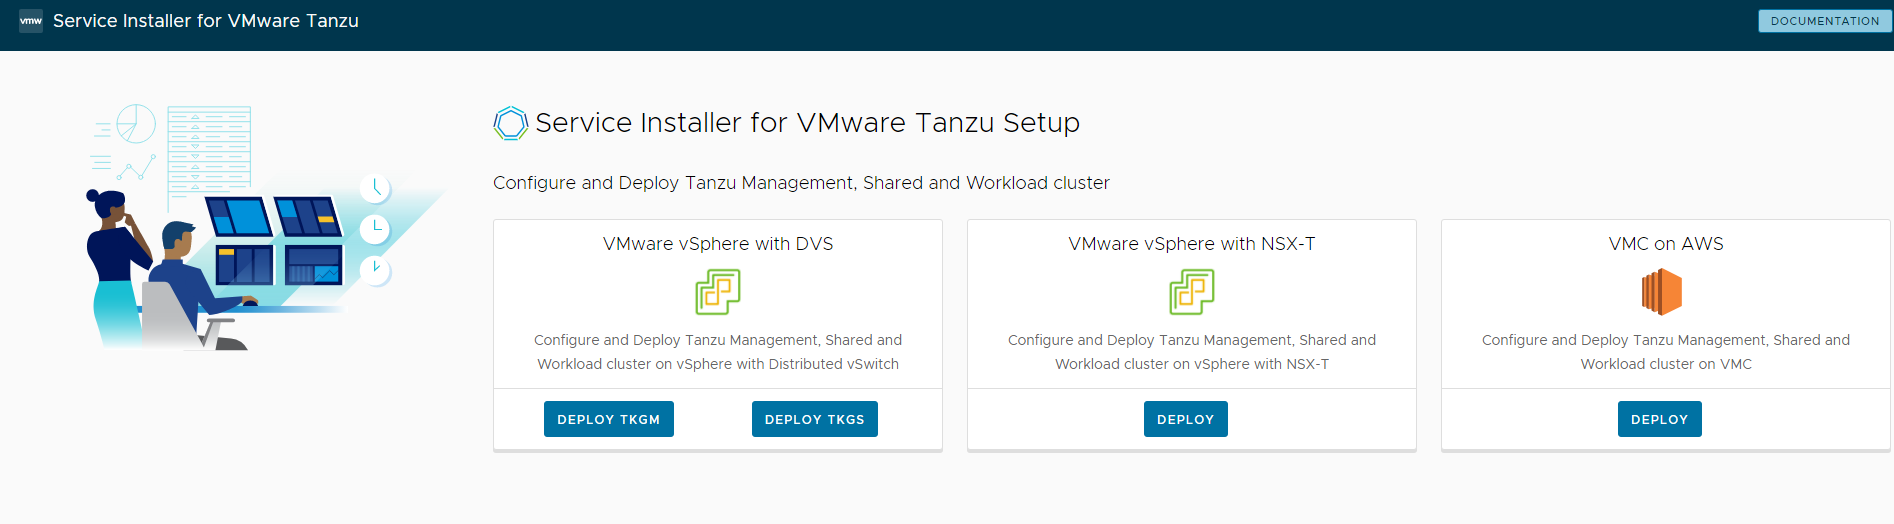 vmw Service Installer for VMware Tanzu
DOCUMENTATION
Service Installer for VMware Tanzu Setup
Configure and Deploy Tanzu Management, Shared and Workload cluster
VMware vSphere with DVS
Configure and Deploy Tanzu Management, Shared and
Workload cluster on vSphere with Distributed vSwitch
DEPLOY TKGM
DEPLOY TKGS
VMware vSphere with NSX-T
Configure and Deploy Tanzu Management, Shared and
Workload cluster on vSphere with NSX-T
DEPLOY
VMC on AWS
Configure and Deploy Tanzu Management, Shared and
Workload cluster on VMC
DEPLOY